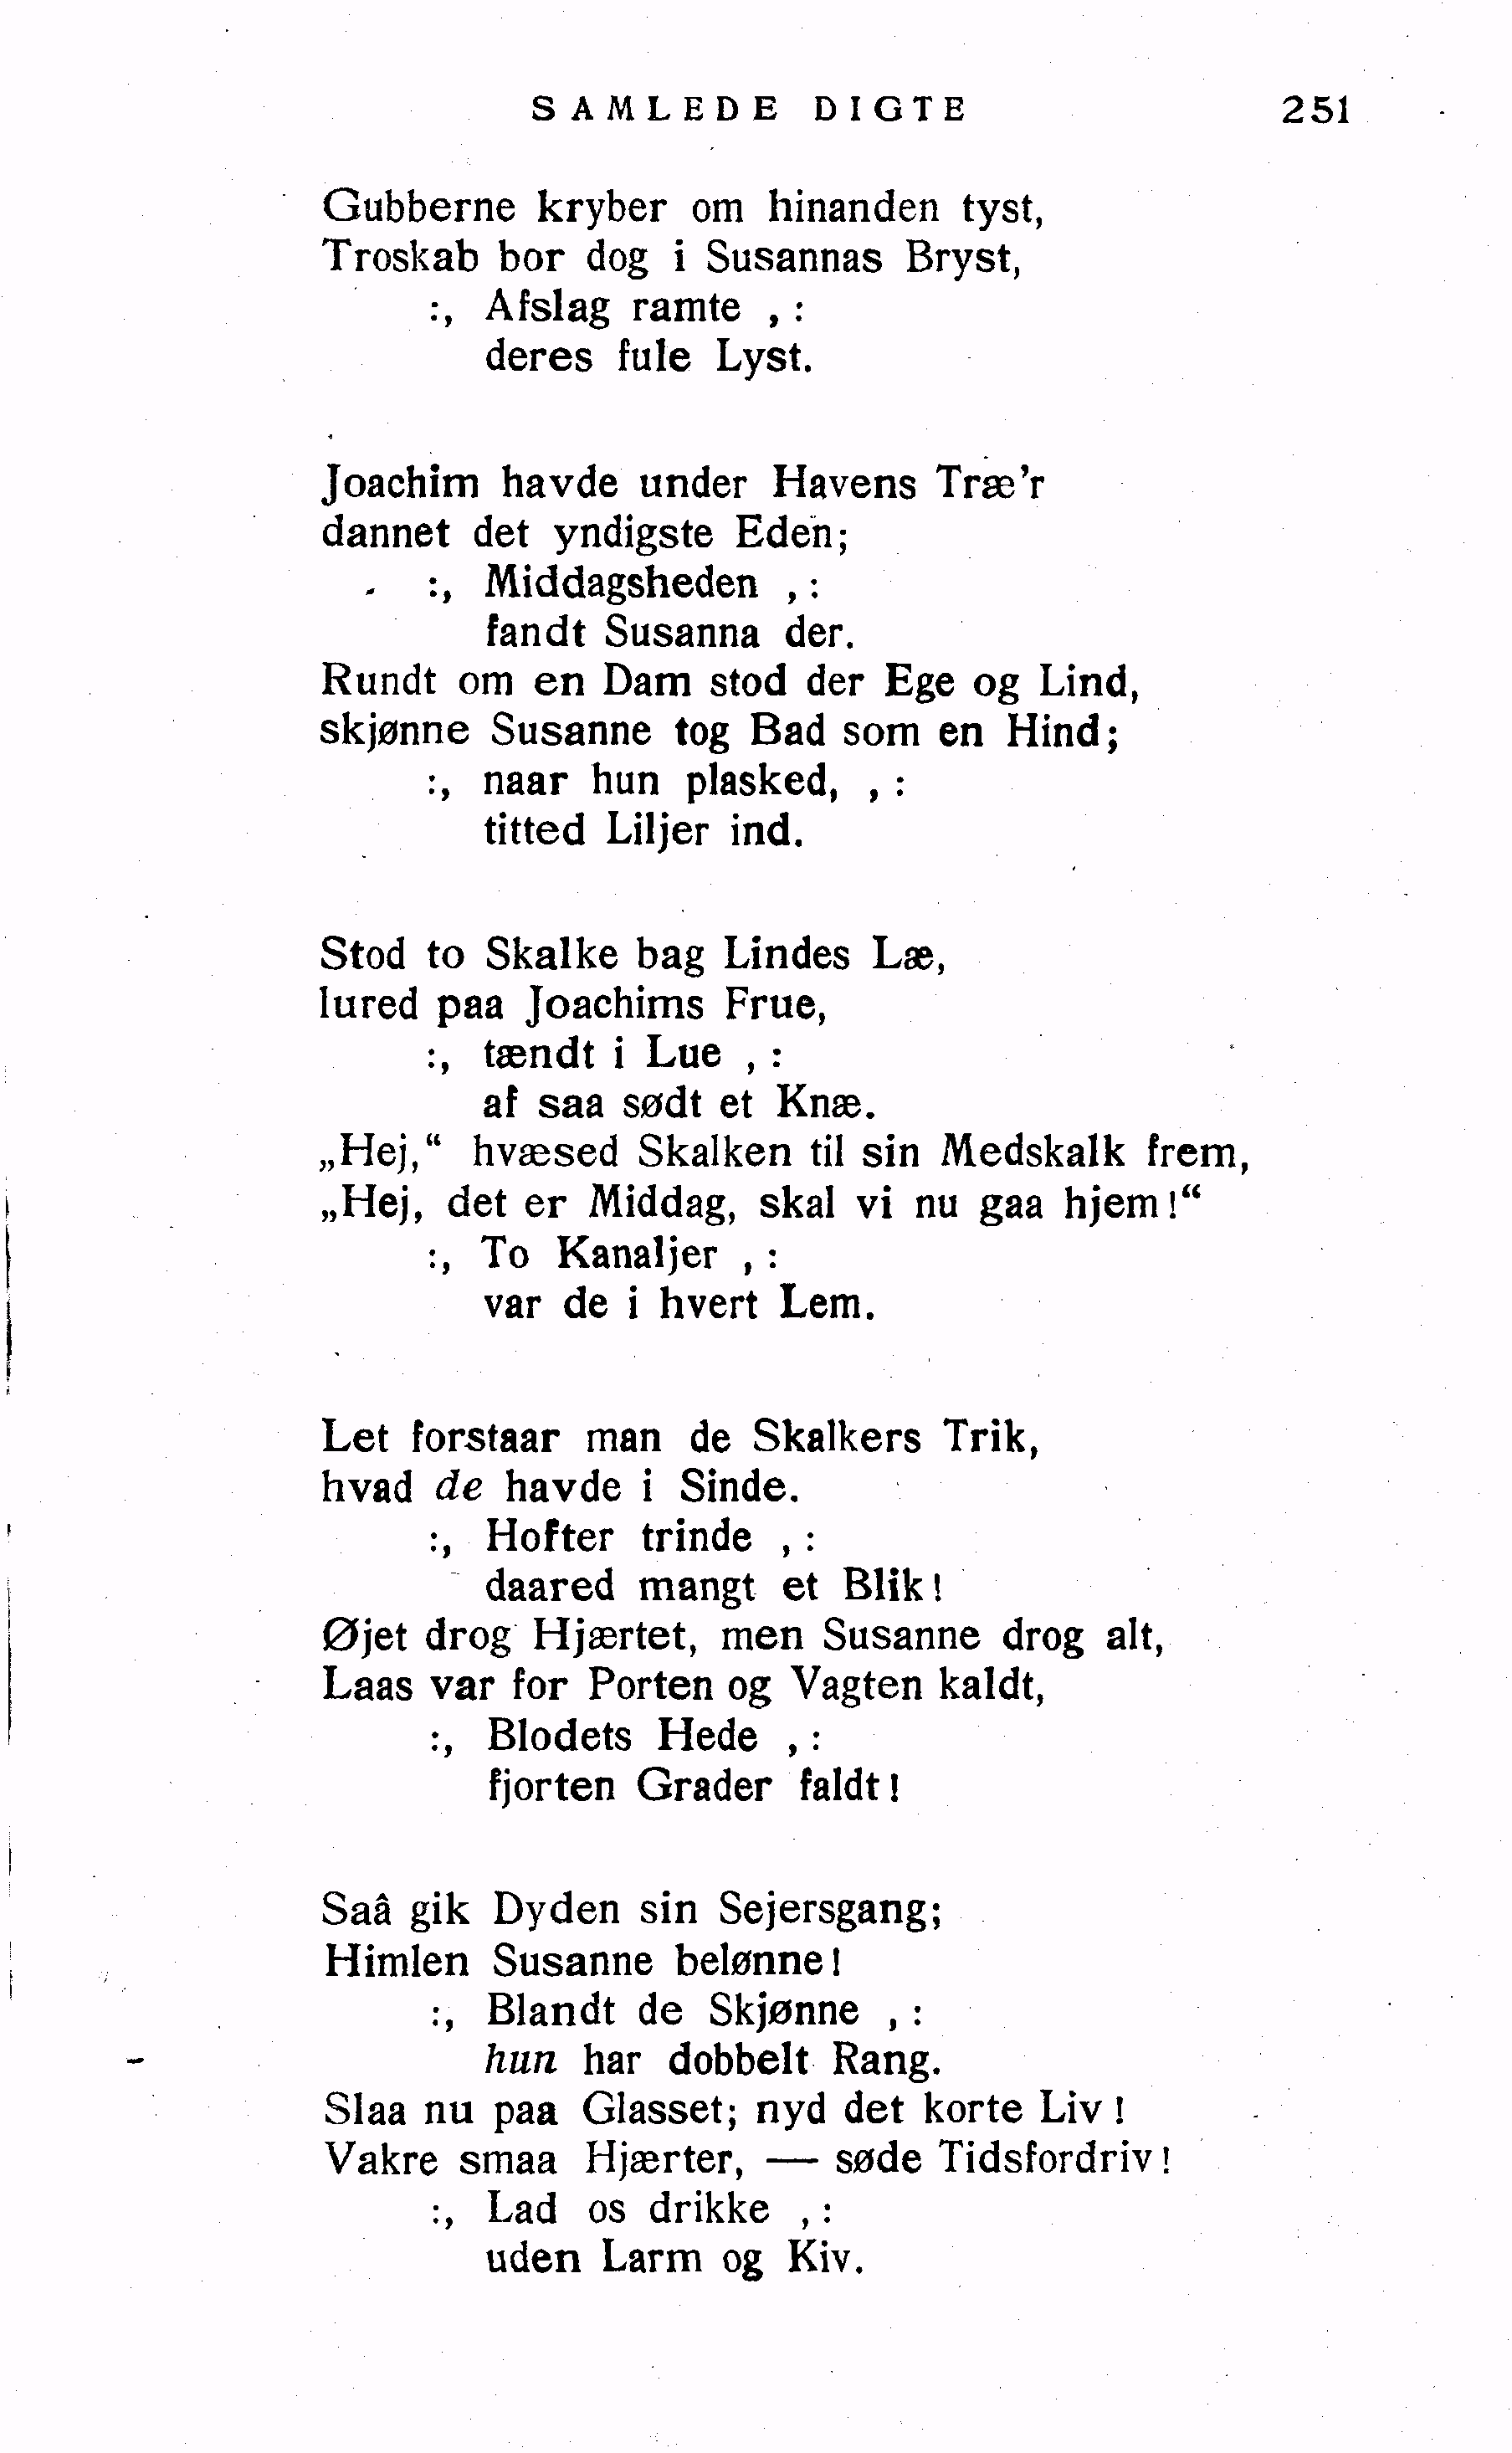 SAMLEDE DIGTE 251
Gubberne kryber om hinanden tyst,
Troskab bor dog i Susannas Bryst,
:, Afslag ramte , :
deres fule Lyst.
Joachim havde under Havens Træ'r
dannet det yndigste Eden;
:, Middagsheden , :
fandt Susanna der.
Rundt om en Dam stod der Ege og Lind,
skjønne Susanne tog Bad som en Hind;
:, naar hun plasked, , :
titted Liljer ind.
Stod to Skalke bag Lindes Læ,
lured paa Joachims Frue,
:, tændt i Lue , :
af saa sødt et Knæ.
„Hej,“ hvæsed Skalken til sin Medskalk frem,
„Hej, det er Middag, skal vi nu gaa hjem!“
:, To Kanaljer , :
var de i hvert Lem.
Let forstaar man de Skalkers Trik,
hvad de havde i Sinde.
:, Hofter trinde , :
daared mangt et Blik!
Øjet drog Hjærtet, men Susanne drog alt,
Laas var for Porten og Vagten kaldt,
:, Blodets Hede , :
fjorten Grader faldt!
Saâ gik Dyden sin Sejersgang;
Himlen Susanne belønne!
:, Blandt de Skjønne , :
hun har dobbelt Rang.
Slaa nu paa Glasset; nyd det korte Liv!
Vakre smaa Hjærter, — søde Tidsfordriv!
:, Lad os drikke , :
uden Larm og Kiv.